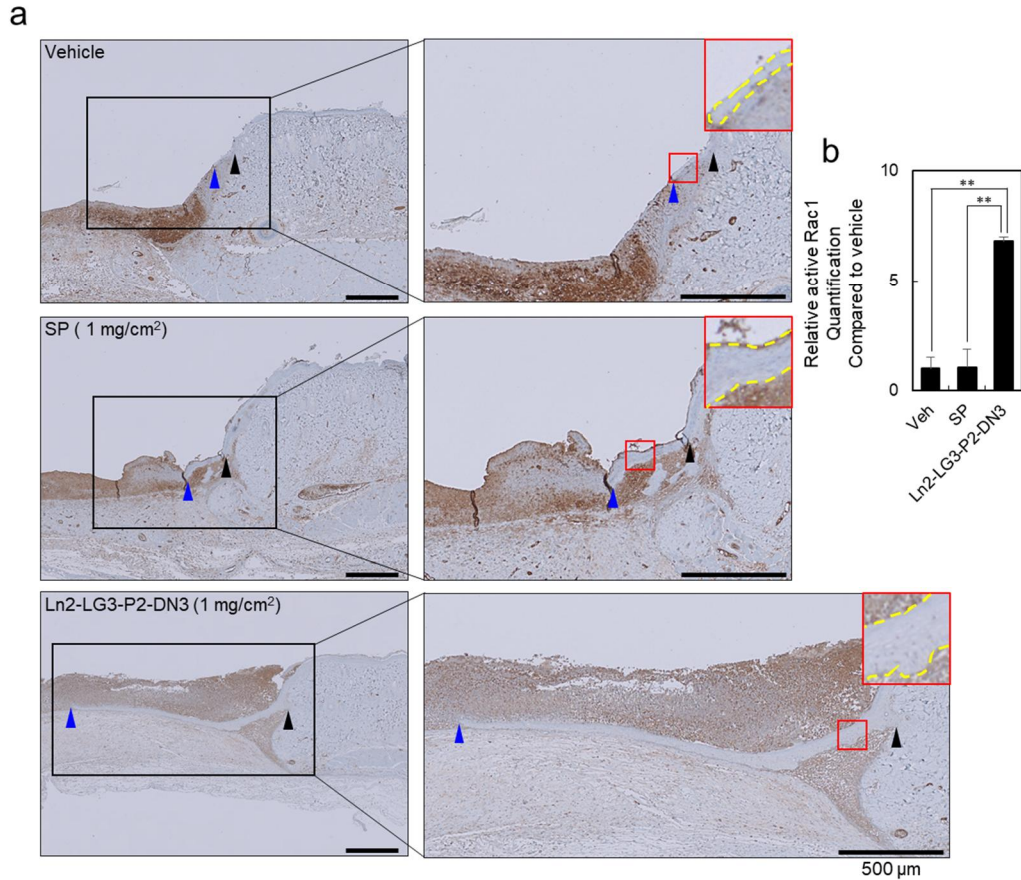 a
Vehicle
SP ( 1 mg/cm²)
Ln2-LG3-P2-DN3 (1 mg/cm²)
500 µm
b
Relative active Rac1
Quantification
Compared to vehicle
10
5
0
**
**
Veh
SP
Ln2-LG3-P2-DN3